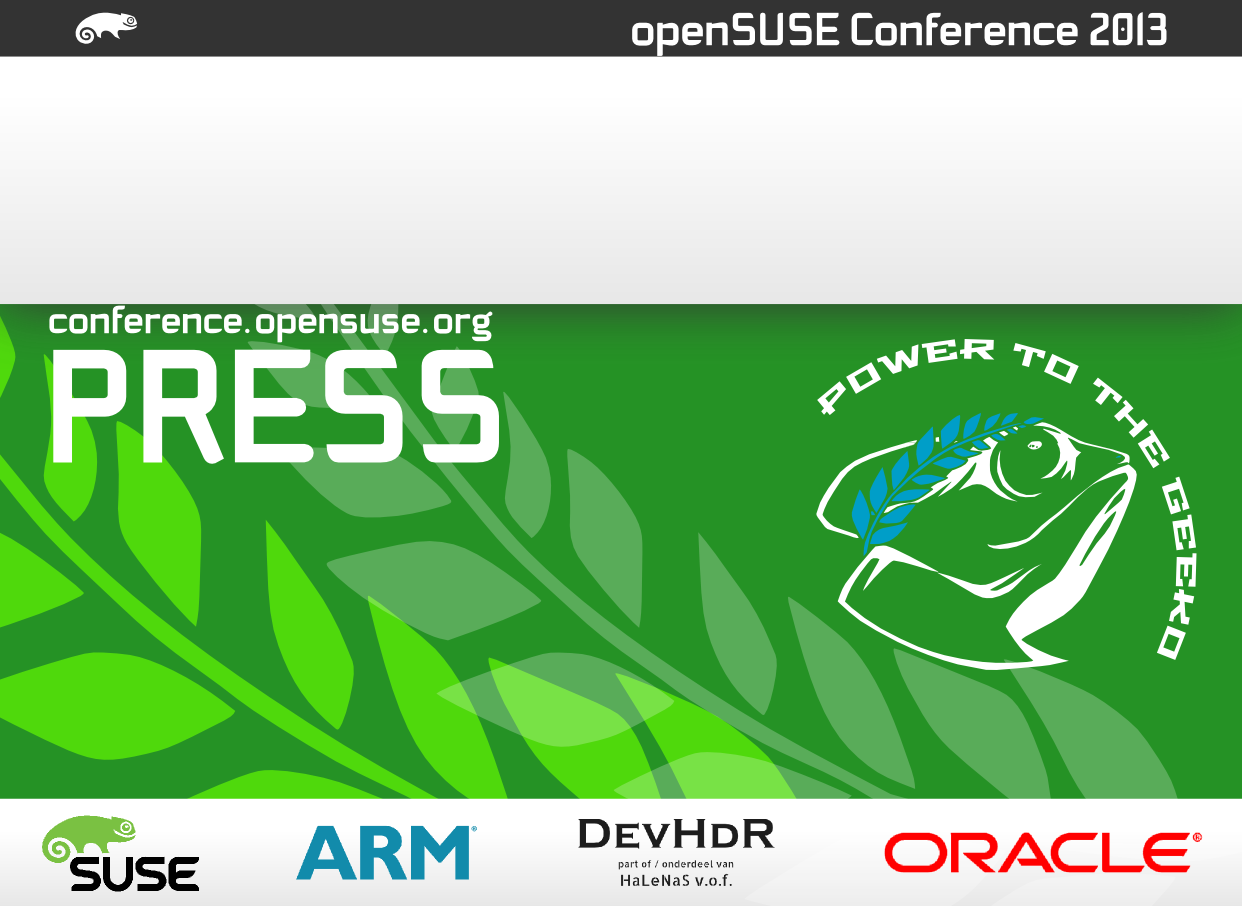 openSUSE Conference 2013
conference.opensuse.org
PRESS
POWER TO THE GEEKO
SUSE
ARM®
DEVHDR
part of / onderdeel van
HaLeNaS v.o.f.
ORACLE®